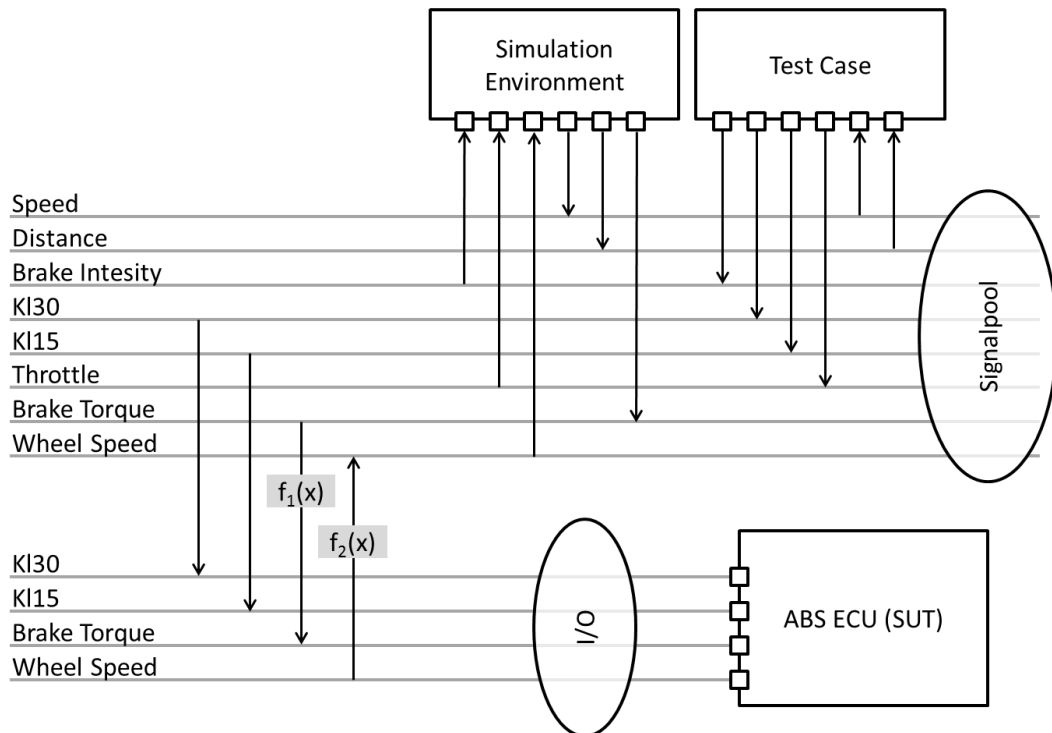 Simulation
Environment
Test Case
Speed
Distance
Brake Intesity
Kl30
Kl15
Throttle
Brake Torque
Wheel Speed
Signalpool
f₁(x)
f₂(x)
Kl30
Kl15
Brake Torque
Wheel Speed
I/O
ABS ECU (SUT)